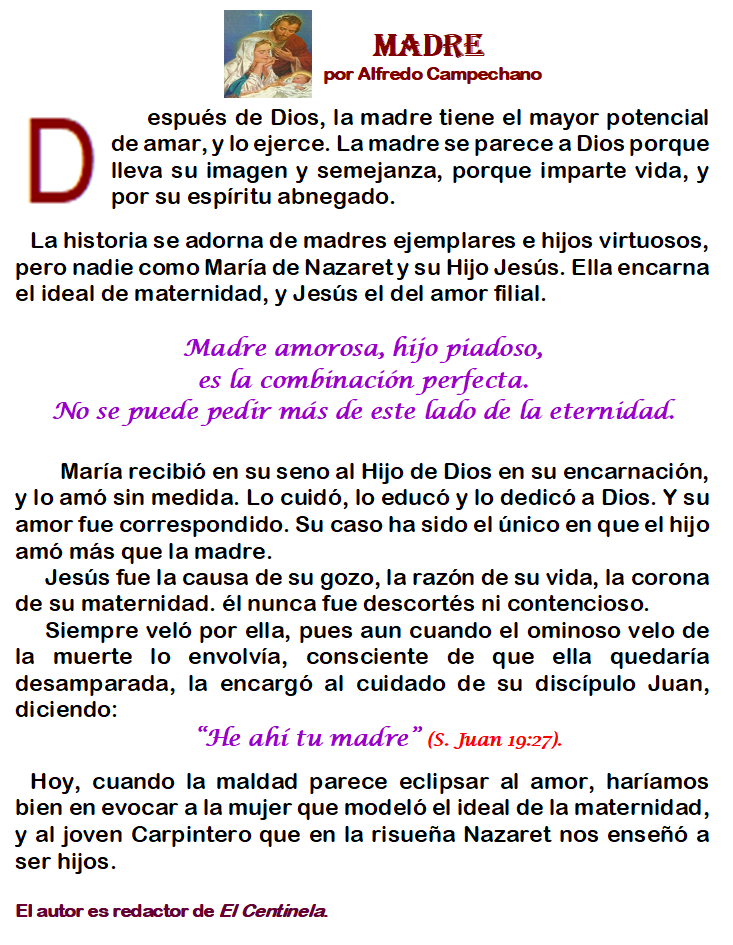 MADRE
por Alfredo Campechano
Después de Dios, la madre tiene el mayor potencial
de amar, y lo ejerce. La madre se parece a Dios porque
lleva su imagen y semejanza, porque imparte vida, y
por su espíritu abnegado.
La historia se adorna de madres ejemplares e hijos virtuosos,
pero nadie como María de Nazaret y su Hijo Jesús. Ella encarna
el ideal de maternidad, y Jesús el del amor filial.
Madre amorosa, hijo piadoso,
es la combinación perfecta.
No se puede pedir más de este lado de la eternidad.
María recibió en su seno al Hijo de Dios en su encarnación,
y lo amó sin medida. Lo cuidó, lo educó y lo dedicó a Dios. Y su
amor fue correspondido. Su caso ha sido el único en que el hijo
amó más que la madre.
Jesús fue la causa de su gozo, la razón de su vida, la corona
de su maternidad. él nunca fue descortés ni contencioso.
Siempre veló por ella, pues aun cuando el ominoso velo de
la muerte lo envolvía, consciente de que ella quedaría
desamparada, la encargó al cuidado de su discípulo Juan,
diciendo:
“He ahí tu madre” (S. Juan 19:27).
Hoy, cuando la maldad parece eclipsar al amor, haríamos
bien en evocar a la mujer que modeló el ideal de la maternidad,
y al joven Carpintero que en la risueña Nazaret nos enseñó a
ser hijos.
El autor es redactor de El Centinela.